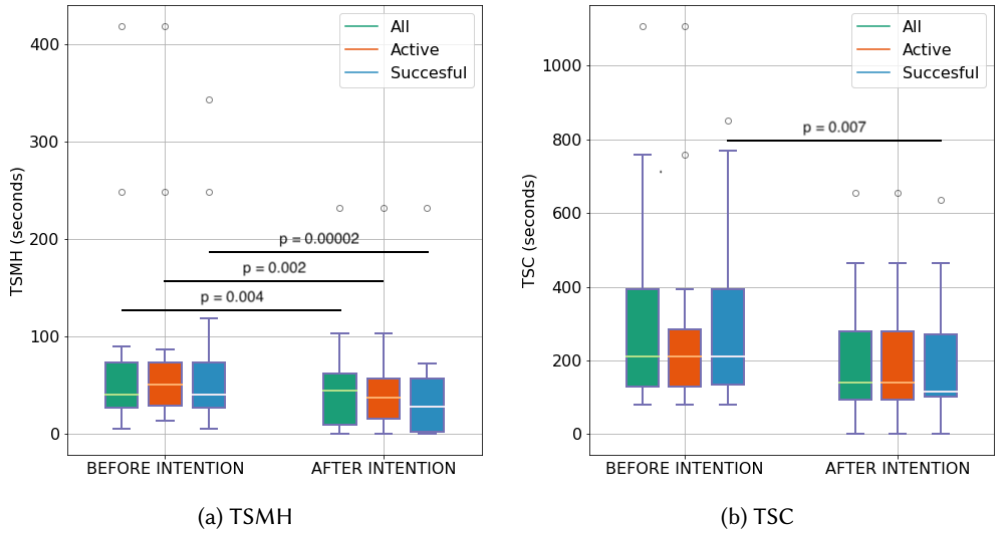 TSMH (seconds)
400
300
200
100
0
All
Active
Succesful
p = 0.00002
p = 0.002
p = 0.004
BEFORE INTENTION
AFTER INTENTION
(a) TSMH
TSC (seconds)
1000
800
600
400
200
0
All
Active
Succesful
p = 0.007
BEFORE INTENTION
AFTER INTENTION
(b) TSC